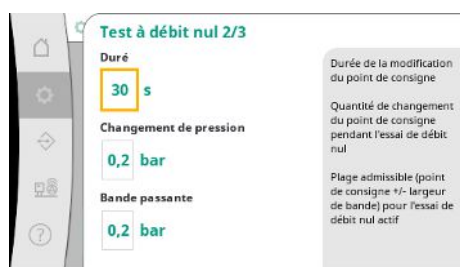 Test à débit nul 2/3
Duré
30 s
Changement de pression
0,2 bar
Bande passante
0,2 bar
Durée de la modification
du point de consigne
Quantité de changement
du point de consigne
pendant l'essai de débit
nul
Plage admissible (point
de consigne +/- largeur
de bande) pour l'essai de
débit nul actif
?